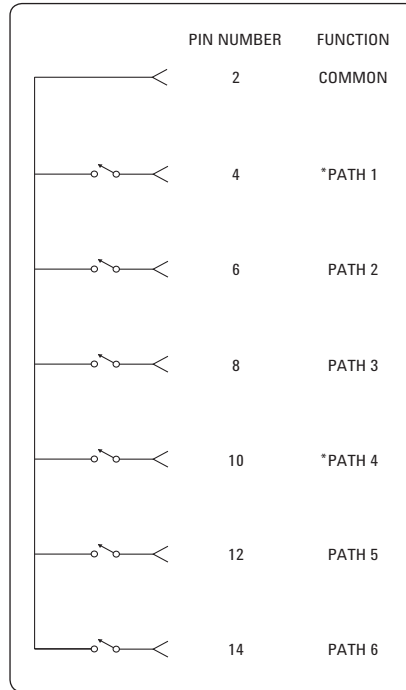 PIN NUMBER FUNCTION
2 COMMON
4 *PATH 1
6 PATH 2
8 PATH 3
10 *PATH 4
12 PATH 5
14 PATH 6